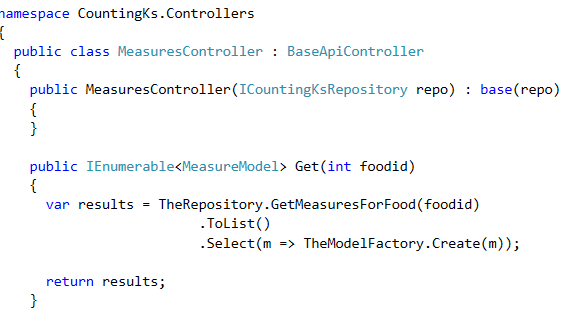 namespace CountingKs.Controllers
{
  public class MeasuresController : BaseApiController
  {
    public MeasuresController(ICountingKsRepository repo) : base(repo)
    {
    }

    public IEnumerable<MeasureModel> Get(int foodid)
    {
      var results = TheRepository.GetMeasuresForFood(foodid)
                         .ToList()
                         .Select(m => TheModelFactory.Create(m));

      return results;
    }